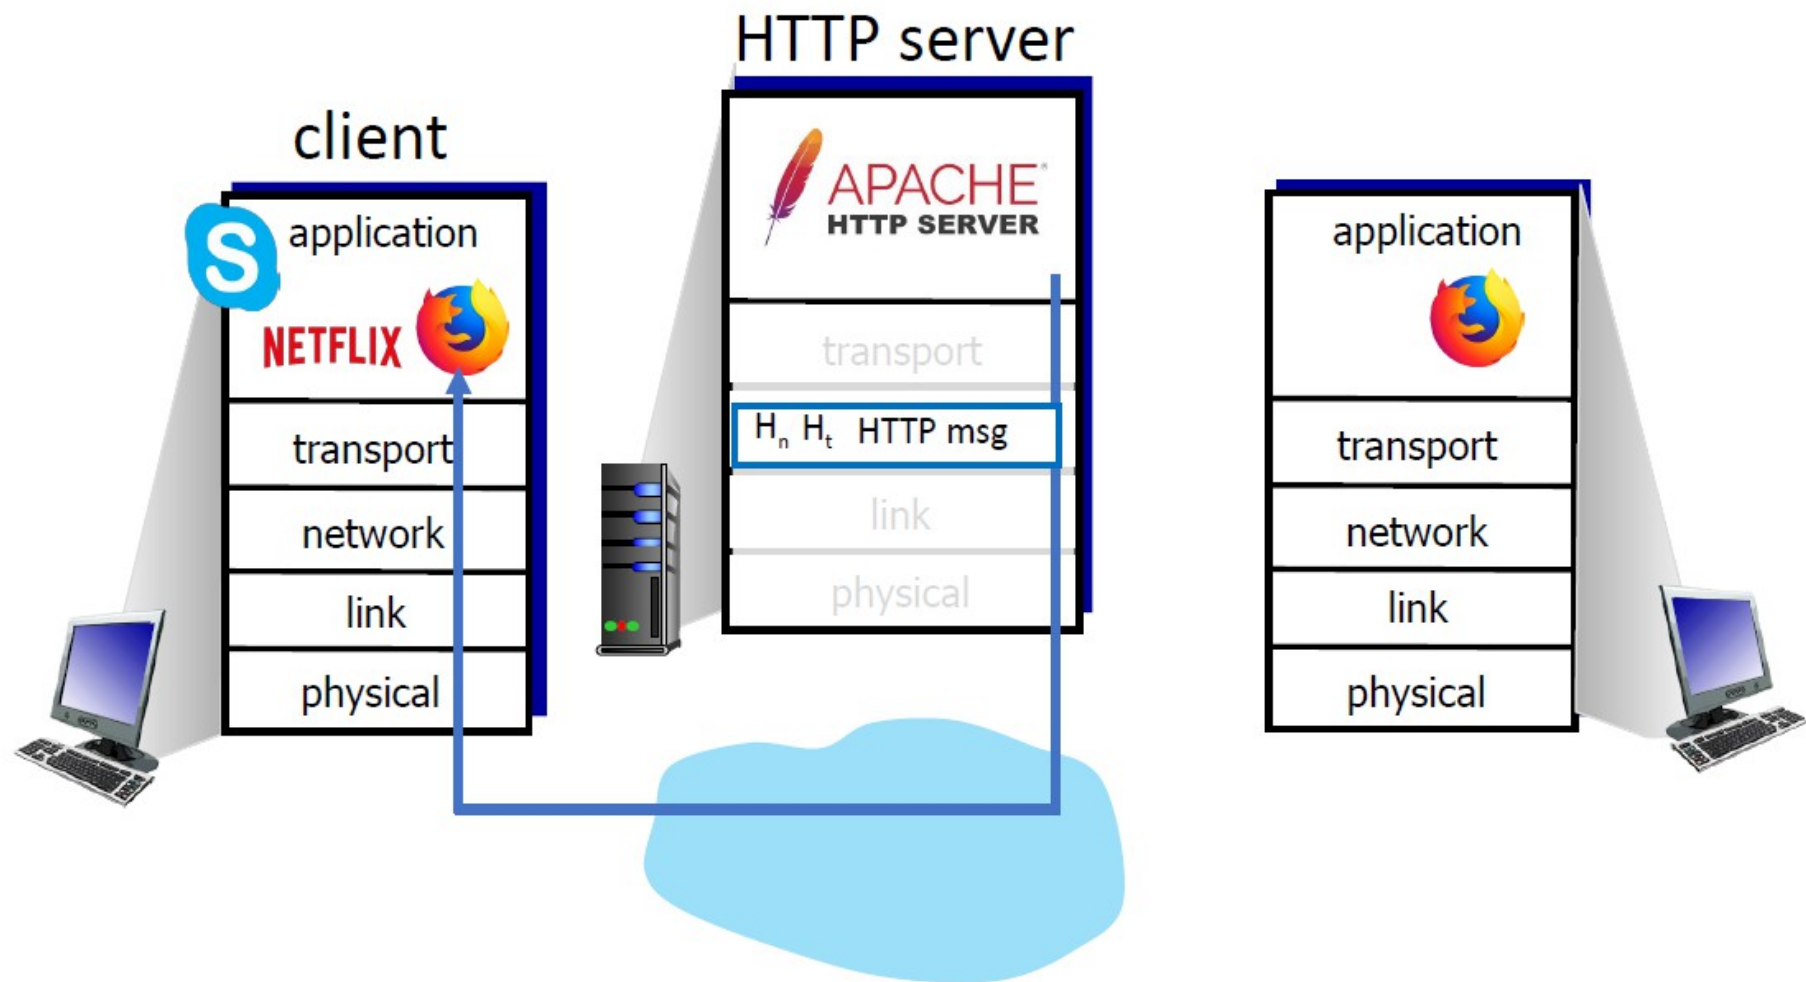 HTTP server
client
S
application
NETFLIX
transport
network
link
physical
APACHE®
HTTP SERVER
transport
Hn Ht HTTP msg
link
physical
application
transport
network
link
physical